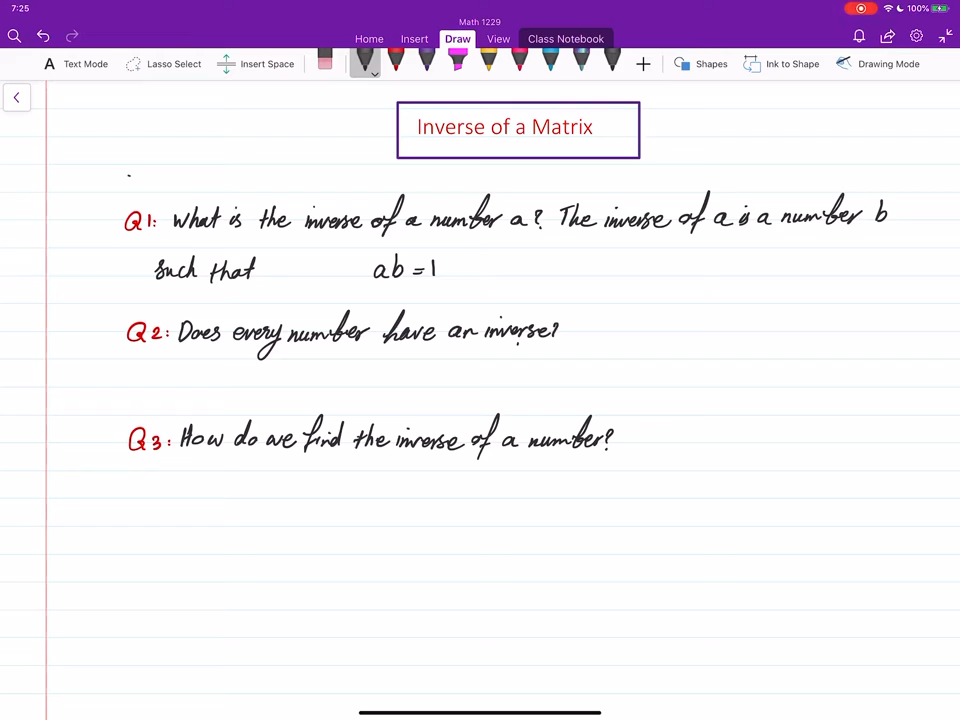 7:25
100%
Math 1229
Home Insert Draw View Class Notebook
A Text Mode Lasso Select Insert Space Shapes Ink to Shape Drawing Mode
Inverse of a Matrix
Q1: What is the inverse of a number a? The inverse of a is a number b
such that ab=1
Q2: Does every number have an inverse?
Q3: How do we find the inverse of a number?